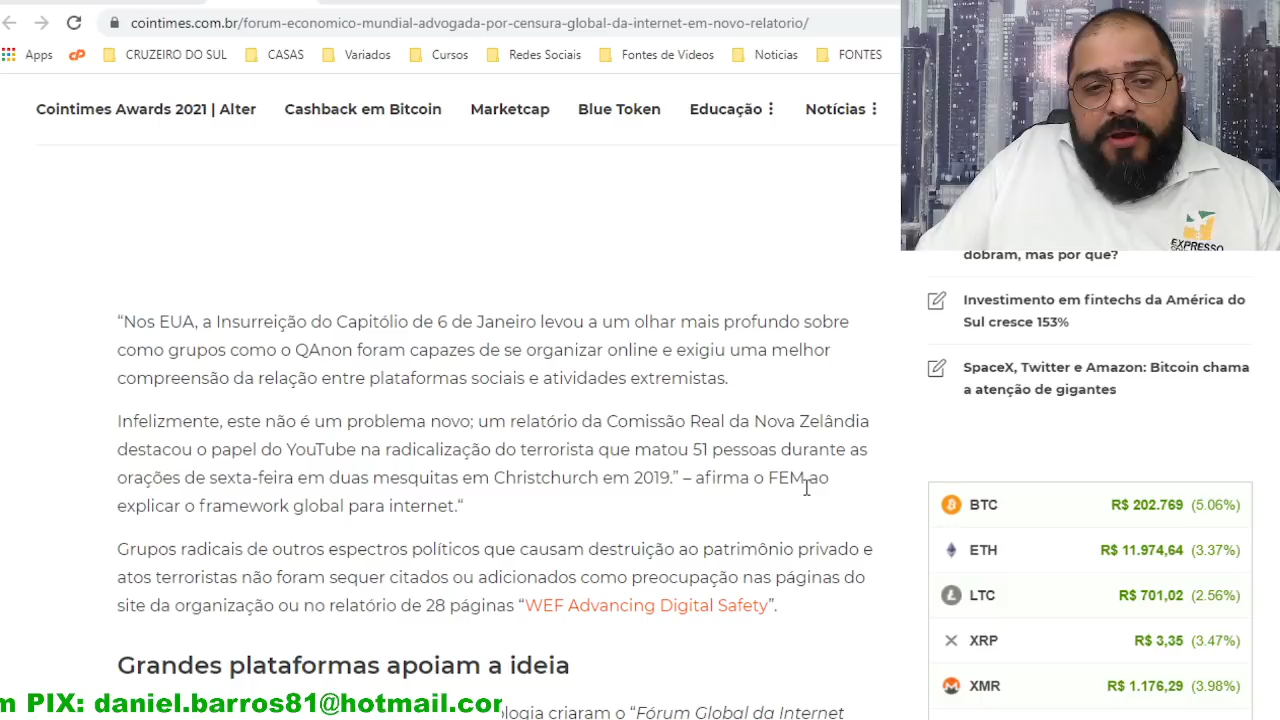 cointimes.com.br/forum-economico-mundial-advogada-por-censura-global-da-internet-em-novo-relatorio/
Apps CRUZEIRO DO SUL CASAS Variados Cursos Redes Sociais Fontes de Videos Noticias FONTES
Cointimes Awards 2021 | Alter Cashback em Bitcoin Marketcap Blue Token Educação Notícias
EXPRESSO
dobram, mas por que?
Investimento em fintechs da América do
Sul cresce 153%
SpaceX, Twitter e Amazon: Bitcoin chama
a atenção de gigantes
“Nos EUA, a Insurreição do Capitólio de 6 de Janeiro levou a um olhar mais profundo sobre
como grupos como o QAnon foram capazes de se organizar online e exigiu uma melhor
compreensão da relação entre plataformas sociais e atividades extremistas.
Infelizmente, este não é um problema novo; um relatório da Comissão Real da Nova Zelândia
destacou o papel do YouTube na radicalização do terrorista que matou 51 pessoas durante as
orações de sexta-feira em duas mesquitas em Christchurch em 2019.” – afirma o FEM ao
explicar o framework global para internet.“
Grupos radicais de outros espectros políticos que causam destruição ao patrimônio privado e
atos terroristas não foram sequer citados ou adicionados como preocupação nas páginas do
site da organização ou no relatório de 28 páginas “WEF Advancing Digital Safety”.
Grandes plataformas apoiam a ideia
ologia criaram o “Fórum Global da Internet
BTC R$ 202.769 (5.06%)
ETH R$ 11.974,64 (3.37%)
LTC R$ 701,02 (2.56%)
XRP R$ 3,35 (3.47%)
XMR R$ 1.176,29 (3.98%)
m PIX: daniel.barros81@hotmail.cor